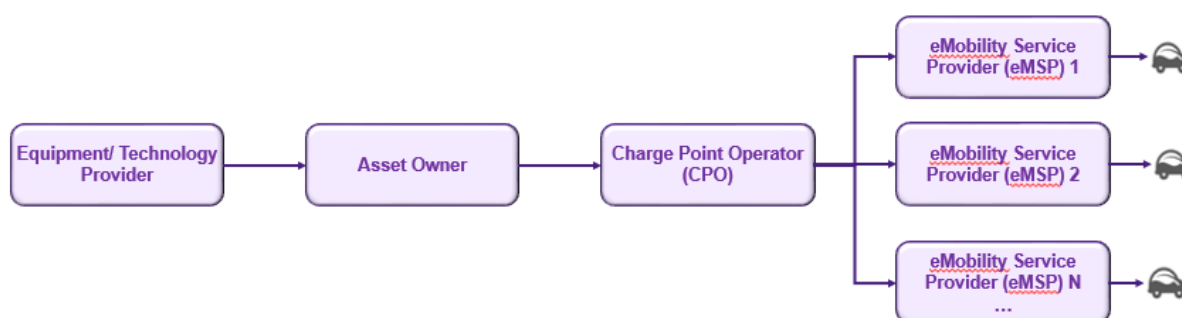 Equipment/ Technology
Provider
Asset Owner
Charge Point Operator
(CPO)
eMobility Service
Provider (eMSP) 1
eMobility Service
Provider (eMSP) 2
eMobility Service
Provider (eMSP) N
...